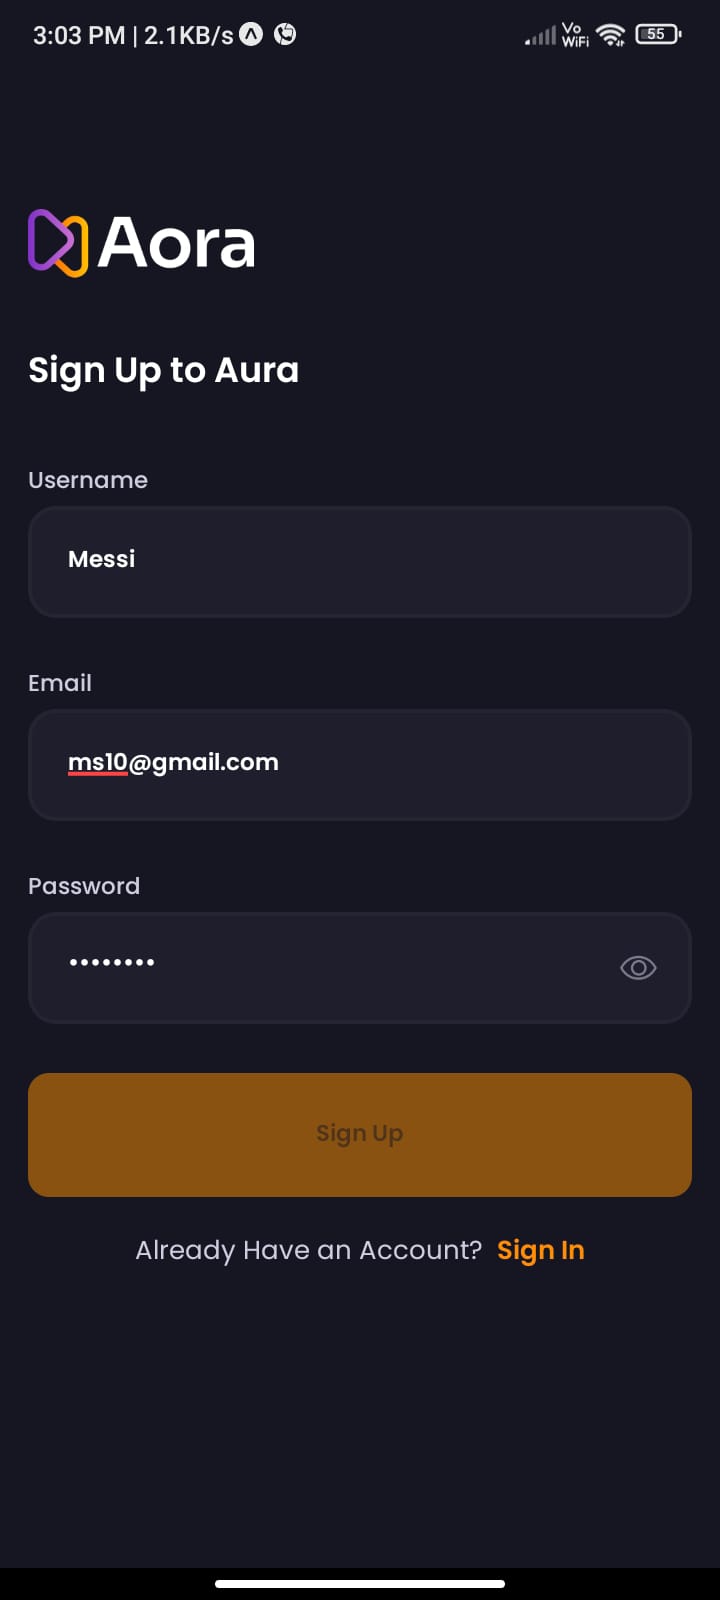 3:03 PM | 2.1KB/s
Vo
WiFi
55
Aora
Sign Up to Aura
Username
Messi
Email
ms10@gmail.com
Password
••••••••
Sign Up
Already Have an Account? Sign In